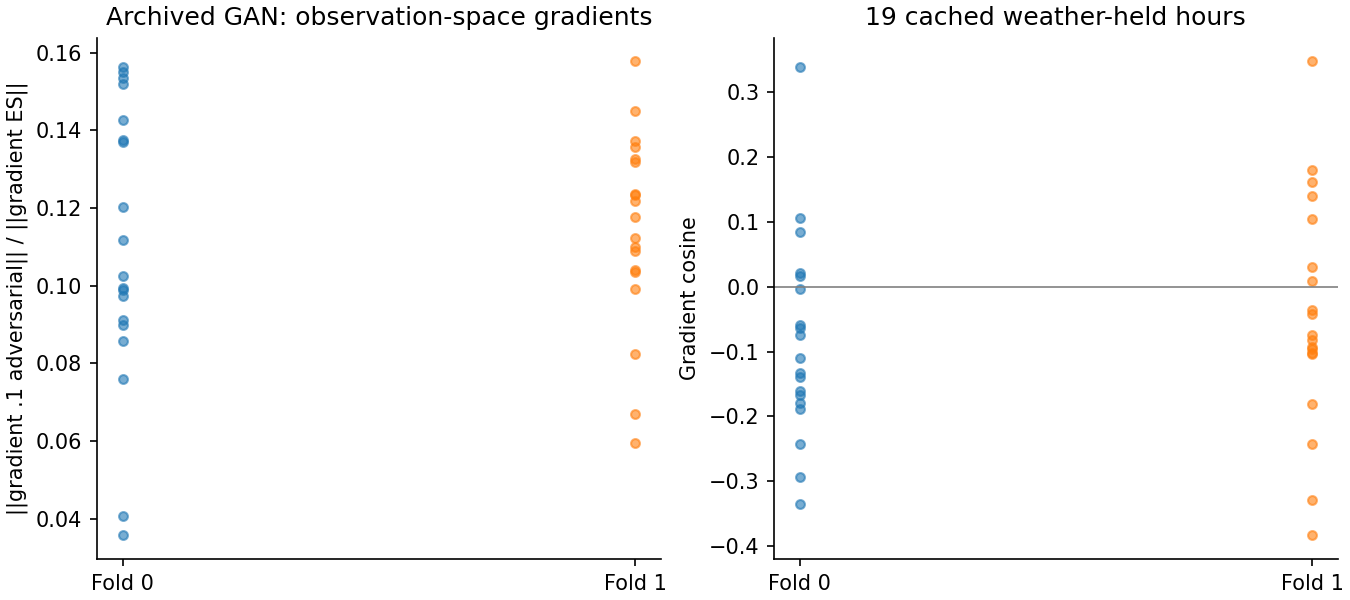 Archived GAN: observation-space gradients
||gradient .1 adversarial|| / ||gradient ES||
0.16
0.14
0.12
0.10
0.08
0.06
0.04
Fold 0
Fold 1
19 cached weather-held hours
Gradient cosine
0.3
0.2
0.1
0.0
−0.1
−0.2
−0.3
−0.4
Fold 0
Fold 1